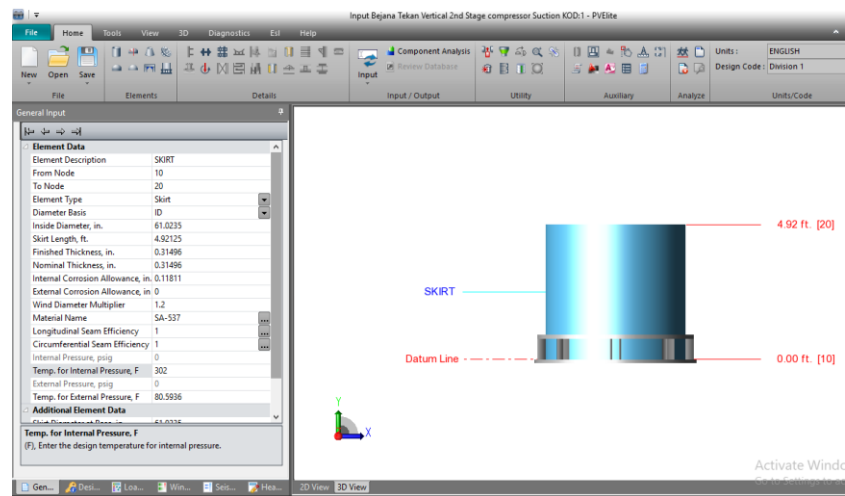 Input Bejana Tekan Vertical 2nd Stage compressor Suction KOD:1 - PVElite
File Home Tools View 3D Diagnostics Esl Help
New Open Save
Input
Component Analysis
Review Database
Units : ENGLISH
Design Code : Division 1
File Elements Details Input / Output Utility Auxiliary Analyze Units/Code
General Input
Element Data
Element Description SKIRT
From Node 10
To Node 20
Element Type Skirt
Diameter Basis ID
Inside Diameter, in. 61.0235
Skirt Length, ft. 4.92125
Finished Thickness, in. 0.31496
Nominal Thickness, in. 0.31496
Internal Corrosion Allowance, in. 0.11811
External Corrosion Allowance, in 0
Wind Diameter Multiplier 1.2
Material Name SA-537
Longitudinal Seam Efficiency 1
Circumferential Seam Efficiency 1
Internal Pressure, psig 0
Temp. for Internal Pressure, F 302
External Pressure, psig 0
Temp. for External Pressure, F 80.5936
Additional Element Data
Temp. for Internal Pressure, F
(F), Enter the design temperature for internal pressure.
Gen... Desi... Loa... Win... Seis... Hea...
4.92 ft. [20]
SKIRT
Datum Line
0.00 ft. [10]
Y
X
2D View 3D View
Activate Windo